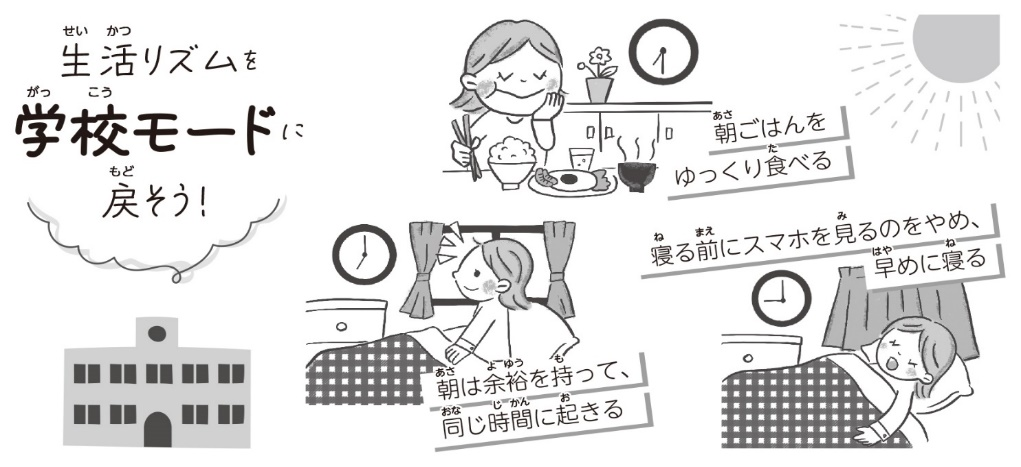 生活リズムを
学校モードに
戻そう!
朝ごはんを
ゆっくり食べる
寝る前にスマホを見るのをやめ、
早めに寝る
朝は余裕を持って、
同じ時間に起きる